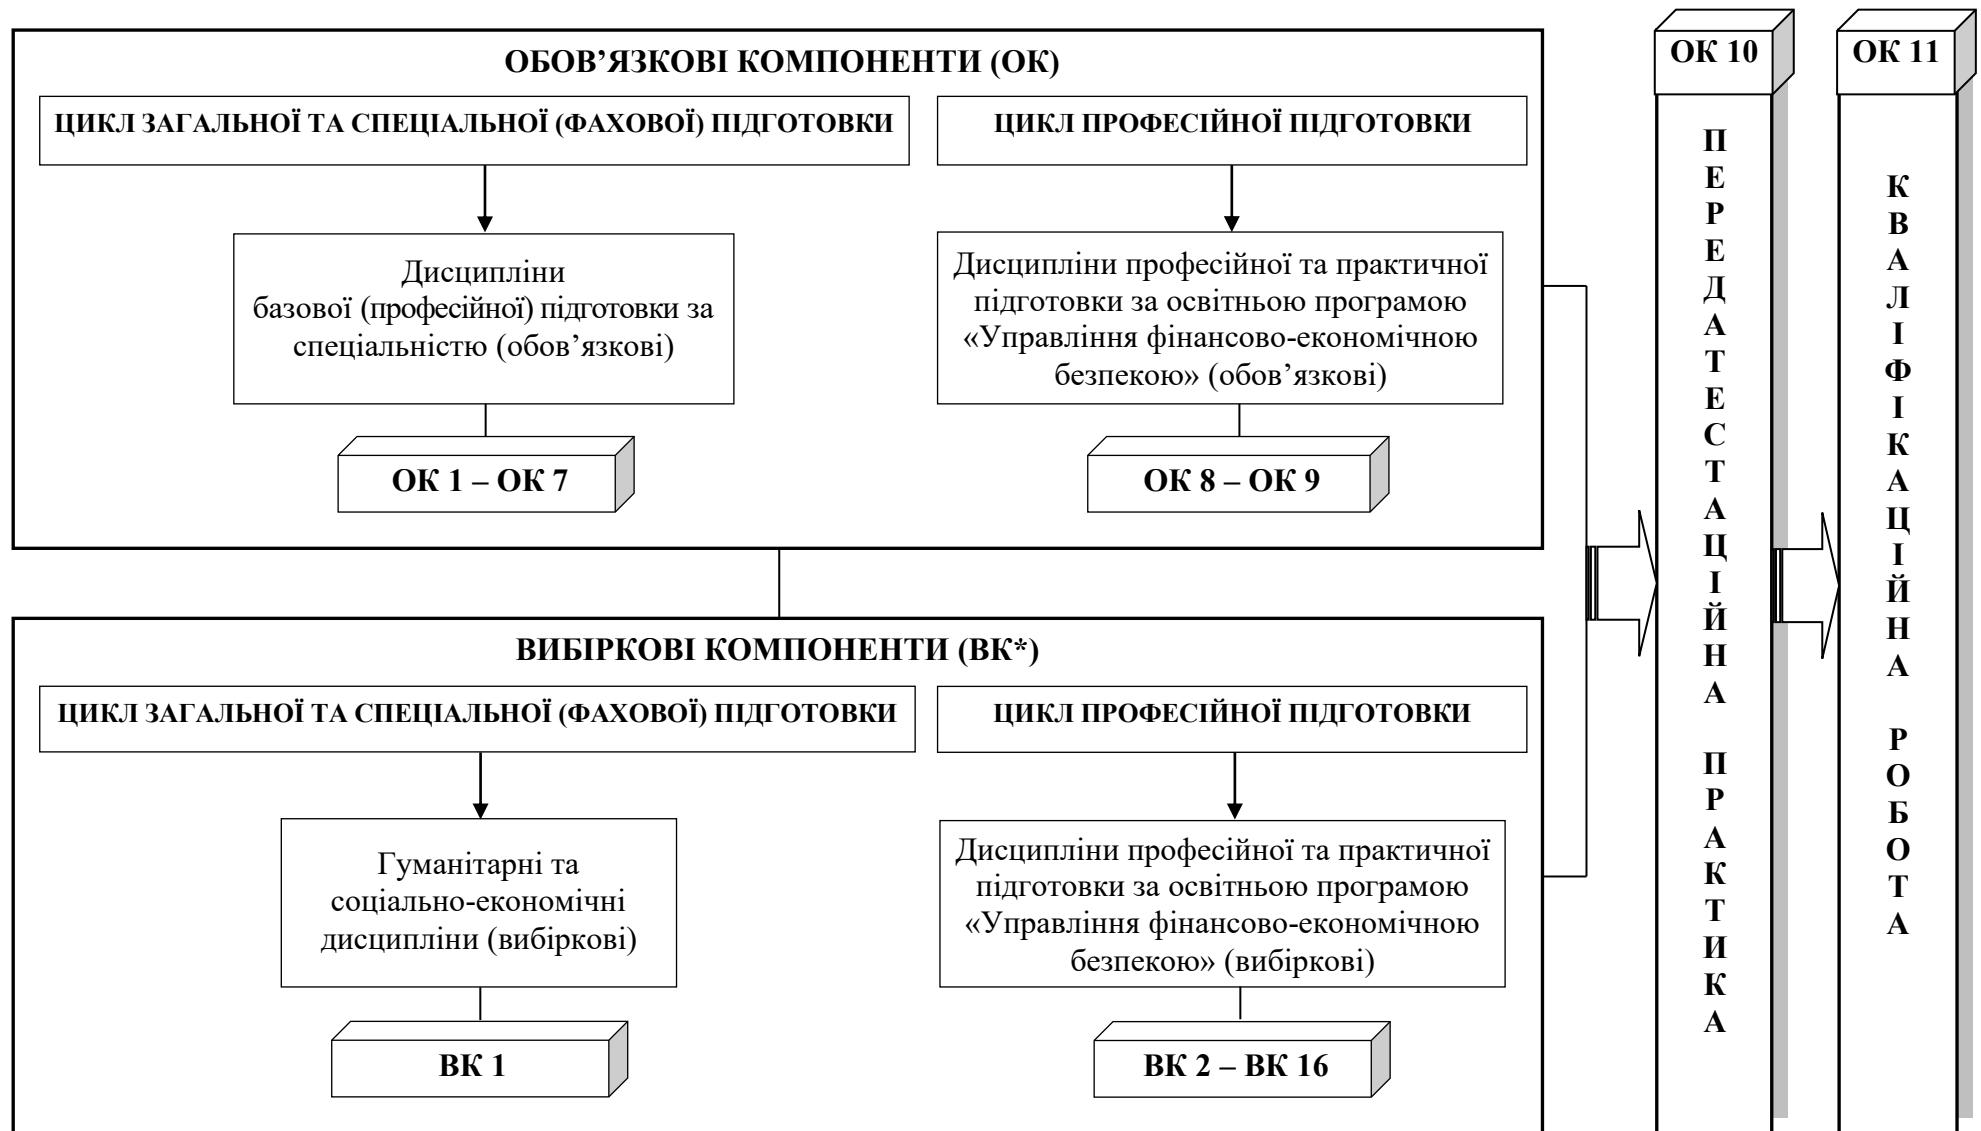 ОБОВ’ЯЗКОВІ КОМПОНЕНТИ (ОК)
ЦИКЛ ЗАГАЛЬНОЇ ТА СПЕЦІАЛЬНОЇ (ФАХОВОЇ) ПІДГОТОВКИ
Дисципліни
базової (професійної) підготовки за
спеціальністю (обов’язкові)
ОК 1 – ОК 7
ЦИКЛ ПРОФЕСІЙНОЇ ПІДГОТОВКИ
Дисципліни професійної та практичної
підготовки за освітньою програмою
«Управління фінансово-економічною
безпекою» (обов’язкові)
ОК 8 – ОК 9
ВИБІРКОВІ КОМПОНЕНТИ (ВК*)
ЦИКЛ ЗАГАЛЬНОЇ ТА СПЕЦІАЛЬНОЇ (ФАХОВОЇ) ПІДГОТОВКИ
Гуманітарні та
соціально-економічні
дисципліни (вибіркові)
ВК 1
ЦИКЛ ПРОФЕСІЙНОЇ ПІДГОТОВКИ
Дисципліни професійної та практичної
підготовки за освітньою програмою
«Управління фінансово-економічною
безпекою» (вибіркові)
ВК 2 – ВК 16
ОК 10
ПЕРЕДАТЕСТАЦІЙНА ПРАКТИКА
ОК 11
КВАЛІФІКАЦІЙНА РОБОТА